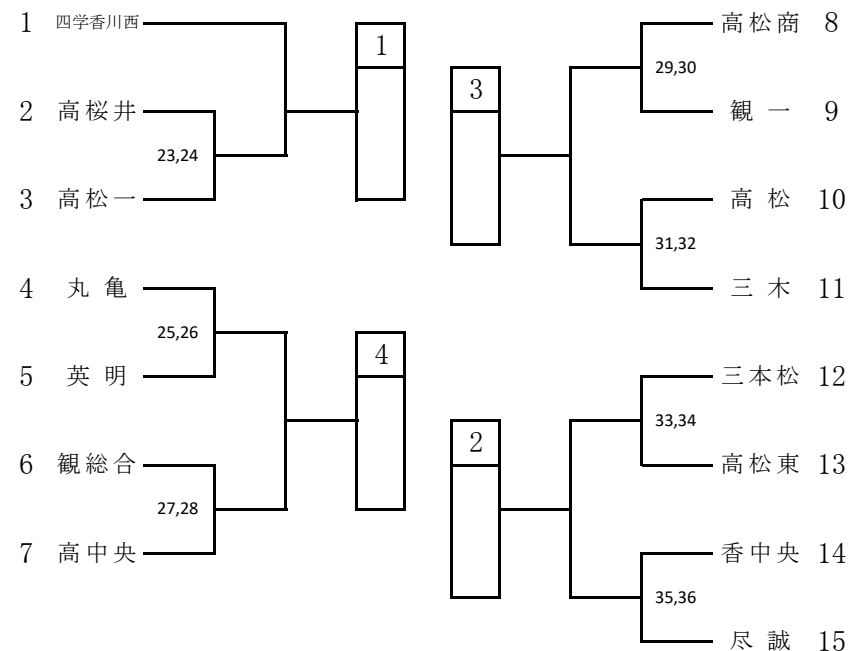 1 四学香川西
2 高桜井
23,24
3 高松一
4 丸亀
25,26
5 英明
6 観総合
27,28
7 高中央
1
4
3
2
高松商 8
29,30
観一 9
高松 10
31,32
三木 11
三本松 12
33,34
高松東 13
香中央 14
35,36
尽誠 15